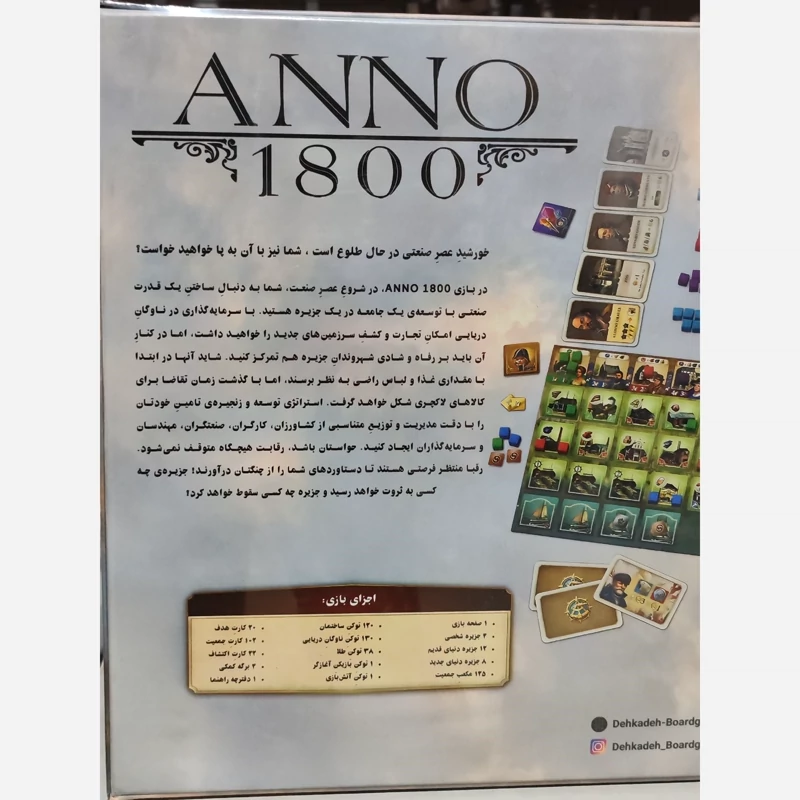 ANNO
1800
خورشیدِ عصرِ صنعتی در حال طلوع است ، شما نیز با آن به پا خواهید خواست؟
در بازی ANNO 1800، در شروعِ عصرِ صنعت، شما به دنبالِ ساختنِ یک قدرت
صنعتی با توسعه‌ی یک جامعه در یک جزیره هستید. با سرمایه‌گذاری در ناوگانِ
دریایی امکانِ تجارت و کشفِ سرزمین‌های جدید را خواهید داشت، اما در کنارِ
آن باید بر رفاه و شادی شهروندانِ جزیره هم تمرکز کنید. شاید آنها در ابتدا
با مقداری غذا و لباس راضی به نظر برسند، اما با گذشت زمان تقاضا برای
کالاهای لاکچری شکل خواهد گرفت. استراتژی توسعه و زنجیره‌ی تامینِ خودتان
را با دقت مدیریت و توزیعِ متناسبی از کشاورزان، کارگران، صنعتگران، مهندسان
و سرمایه‌گذاران ایجاد کنید. حواستان باشد، رقابت هیچگاه متوقف نمی‌شود.
رقبا منتظر فرصتی هستند تا دستاوردهای شما را از چنگتان درآورند؛ جزیره‌ی چه
کسی به ثروت خواهد رسید و جزیره چه کسی سقوط خواهد کرد؟
اجزای بازی:
۱ صفحه بازی
۴ جزیره شخصی
۱۲ جزیره دنیای قدیم
۸ جزیره دنیای جدید
۱۲۵ مکعب جمعیت
۱۲۰ توکن ساختمان
۱۳۰ توکن ناوگان دریایی
۳۸ توکن طلا
۱ توکن بازیکن آغازگر
۱ توکن آتش‌بازی
۲۰ کارت هدف
۱۰۲ کارت جمعیت
۲۲ کارت اکتشاف
۴ برگه کمکی
۱ دفترچه راهنما
Dehkadeh-Boardg
Dehkadeh_Boardg